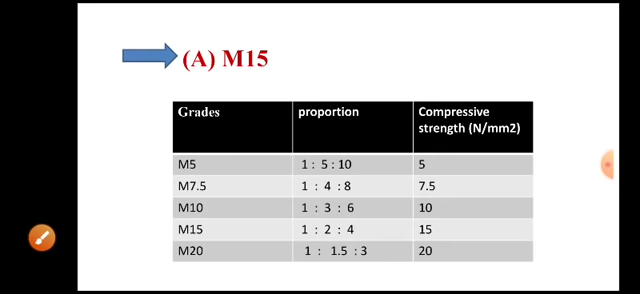 (A) M15
Grades proportion Compressive
strength (N/mm2)
M5 1 : 5 : 10 5
M7.5 1 : 4 : 8 7.5
M10 1 : 3 : 6 10
M15 1 : 2 : 4 15
M20 1 : 1.5 : 3 20